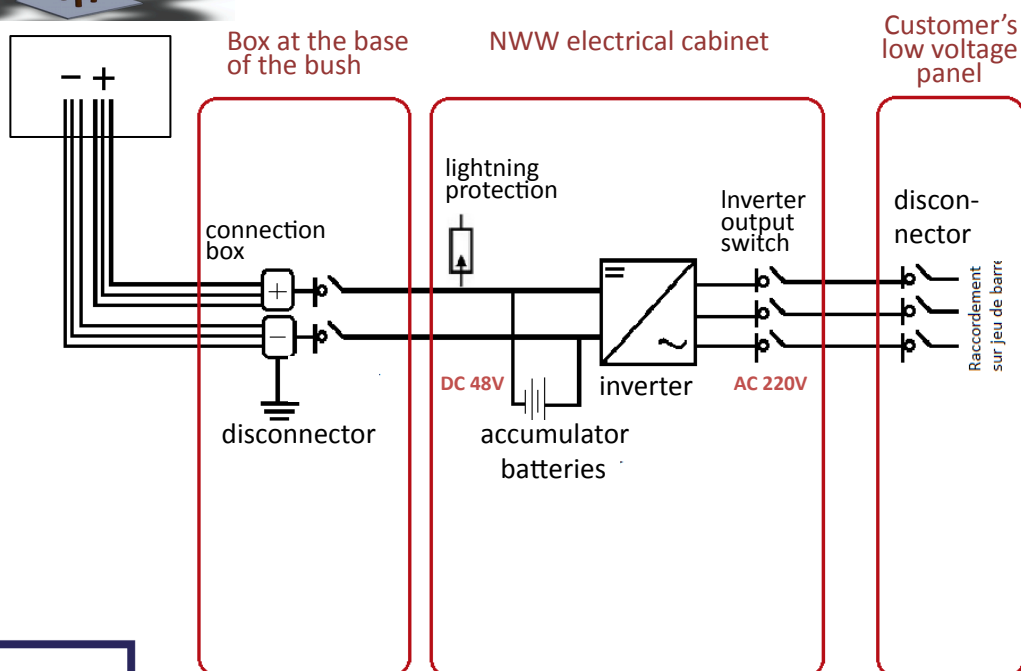 Box at the base
of the bush
NWW electrical cabinet
Customer's
low voltage
panel
− +
lightning
protection
connection
box
Inverter
output
switch
discon-
nector
+
−
=
~
DC 48V
inverter
AC 220V
disconnector
accumulator
batteries
Raccordement
sur jeu de barre